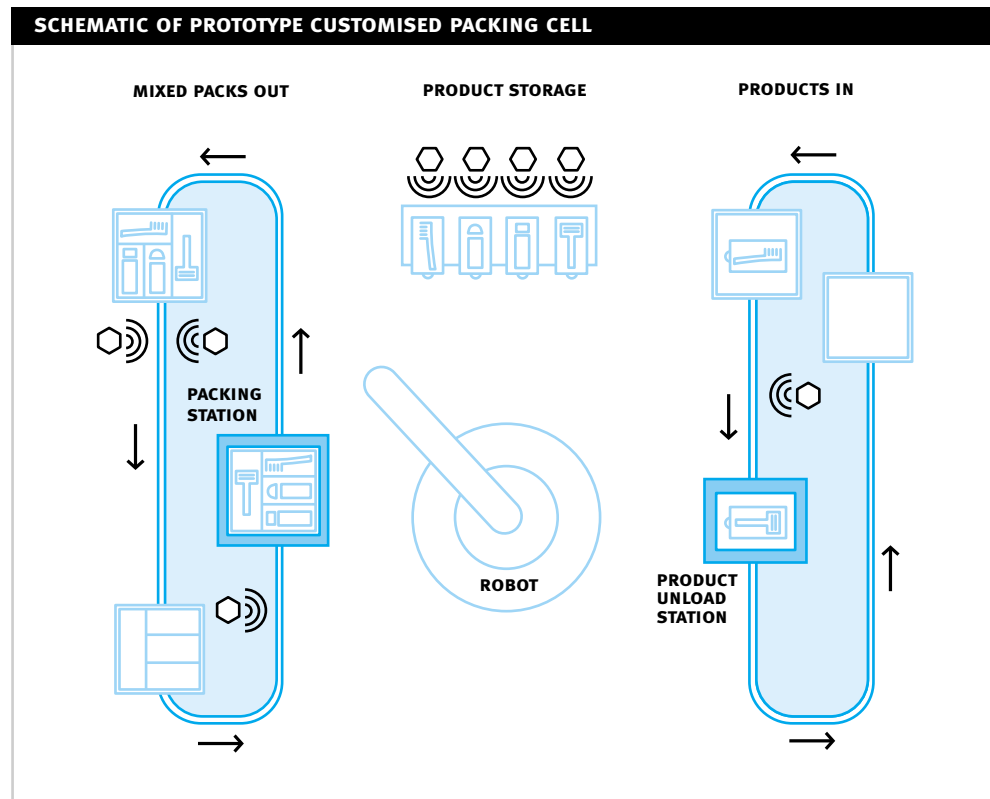 SCHEMATIC OF PROTOTYPE CUSTOMISED PACKING CELL
MIXED PACKS OUT
PRODUCT STORAGE
PRODUCTS IN
PACKING
STATION
ROBOT
PRODUCT
UNLOAD
STATION